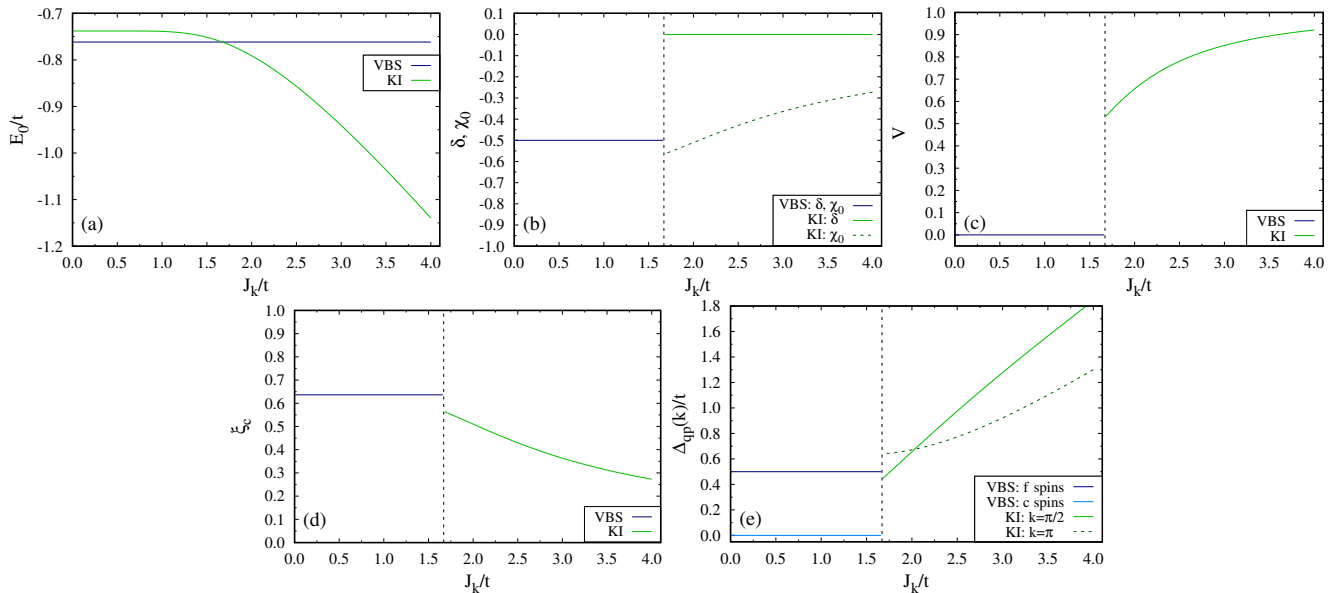 -0.7
-0.8
-0.9
-1.0
-1.1
-1.2
E0/t
VBS
KI
(a)
0.0 0.5 1.0 1.5 2.0 2.5 3.0 3.5 4.0
Jk/t
0.1
0.0
-0.1
-0.2
-0.3
-0.4
-0.5
-0.6
-0.7
-0.8
-0.9
-1.0
δ, χ0
VBS: δ, χ0
KI: δ
KI: χ0
(b)
0.0 0.5 1.0 1.5 2.0 2.5 3.0 3.5 4.0
Jk/t
1.0
0.9
0.8
0.7
0.6
0.5
0.4
0.3
0.2
0.1
0.0
V
VBS
KI
(c)
0.0 0.5 1.0 1.5 2.0 2.5 3.0 3.5 4.0
Jk/t
1.0
0.9
0.8
0.7
0.6
0.5
0.4
0.3
0.2
0.1
0.0
ξc
VBS
KI
(d)
0.0 0.5 1.0 1.5 2.0 2.5 3.0 3.5 4.0
Jk/t
1.8
1.6
1.4
1.2
1.0
0.8
0.6
0.4
0.2
0.0
Δqp(k)/t
VBS: f spins
VBS: c spins
KI: k=π/2
KI: k=π
(e)
0.0 0.5 1.0 1.5 2.0 2.5 3.0 3.5 4.0
Jk/t